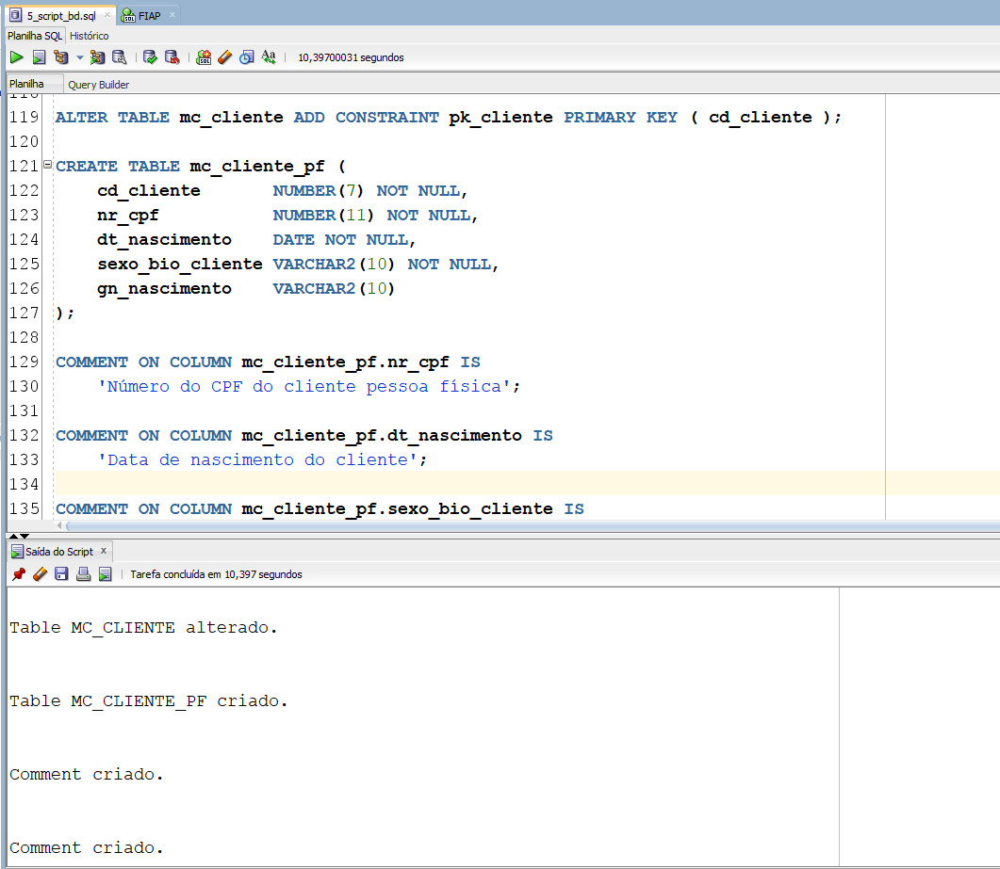 5_script_bd.sql FIAP
Planilha SQL Histórico
10,39700031 segundos
Planilha Query Builder
119 ALTER TABLE mc_cliente ADD CONSTRAINT pk_cliente PRIMARY KEY ( cd_cliente );
120
121 CREATE TABLE mc_cliente_pf (
122 cd_cliente NUMBER(7) NOT NULL,
123 nr_cpf NUMBER(11) NOT NULL,
124 dt_nascimento DATE NOT NULL,
125 sexo_bio_cliente VARCHAR2(10) NOT NULL,
126 gn_nascimento VARCHAR2(10)
127 );
128
129 COMMENT ON COLUMN mc_cliente_pf.nr_cpf IS
130 'Número do CPF do cliente pessoa física';
131
132 COMMENT ON COLUMN mc_cliente_pf.dt_nascimento IS
133 'Data de nascimento do cliente';
134
135 COMMENT ON COLUMN mc_cliente_pf.sexo_bio_cliente IS
Saída do Script
Tarefa concluída em 10,397 segundos
Table MC_CLIENTE alterado.
Table MC_CLIENTE_PF criado.
Comment criado.
Comment criado.